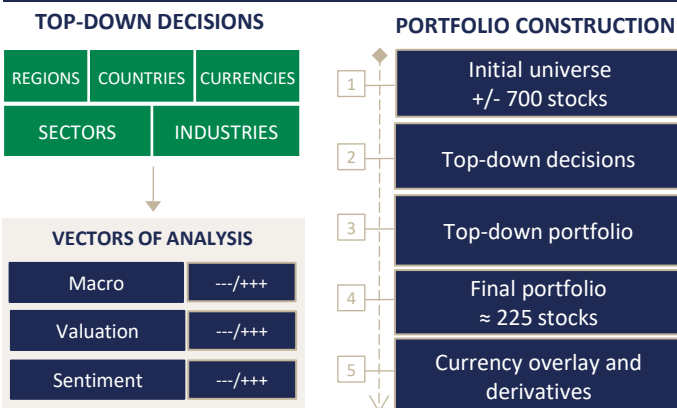 TOP-DOWN DECISIONS
REGIONS
COUNTRIES
CURRENCIES
SECTORS
INDUSTRIES
VECTORS OF ANALYSIS
Macro
---/+++
Valuation
---/+++
Sentiment
---/+++
PORTFOLIO CONSTRUCTION
1
Initial universe
+/- 700 stocks
2
Top-down decisions
3
Top-down portfolio
4
Final portfolio
≈ 225 stocks
5
Currency overlay and
derivatives